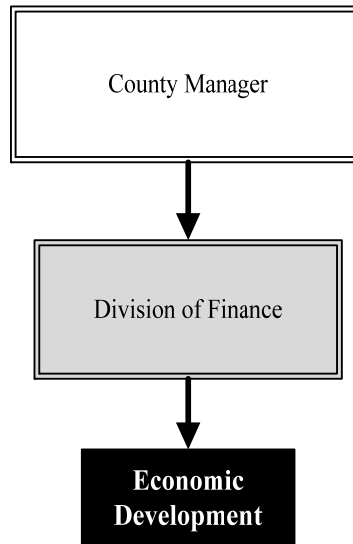 County Manager
Division of Finance
Economic
Development